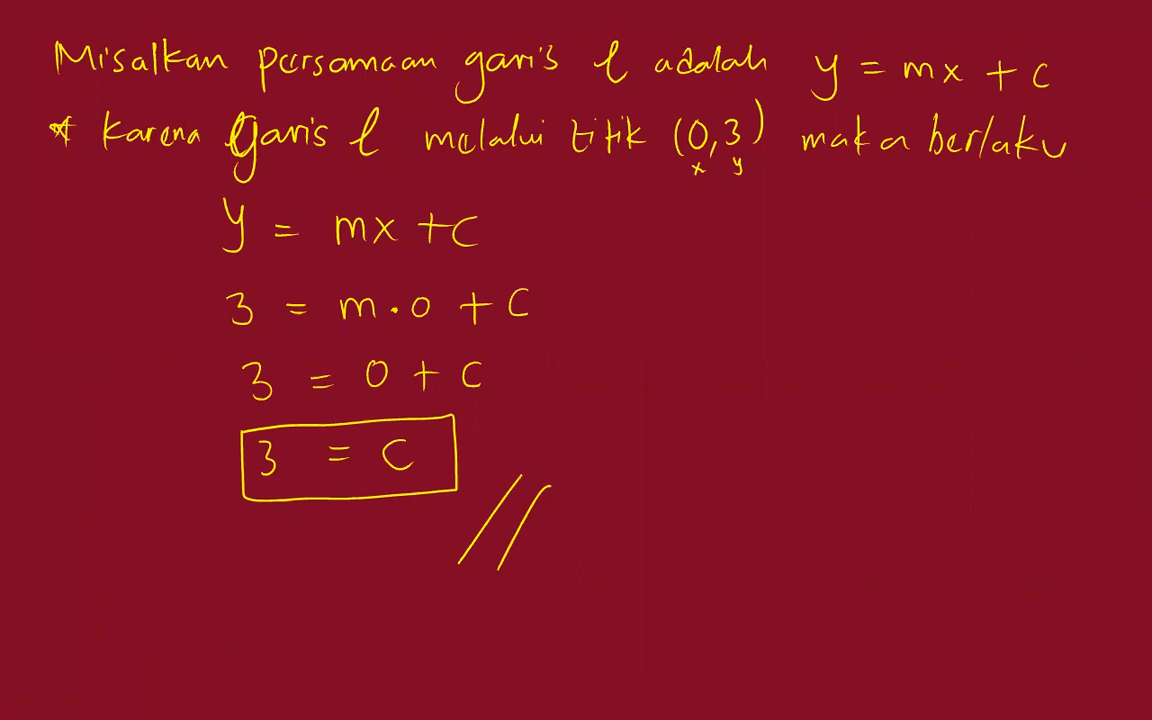 Misalkan persamaan garis l adalah y = mx + c
* karena garis l melalui titik (0,3) maka berlaku
x y
y = mx + c
3 = m . 0 + c
3 = 0 + c
3 = c